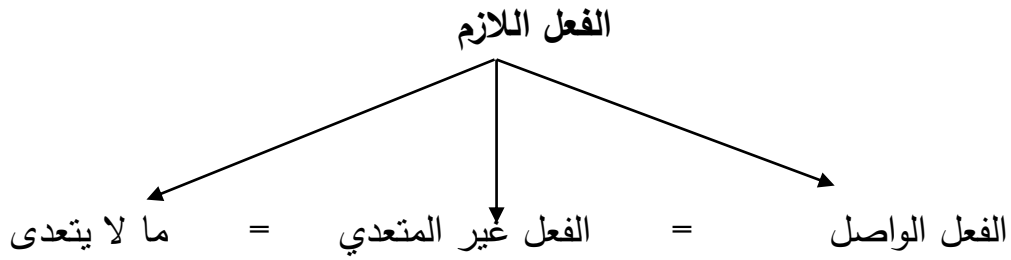 الفعل اللازم
الفعل الواصل = الفعل غير المتعدي = ما لا يتعدى